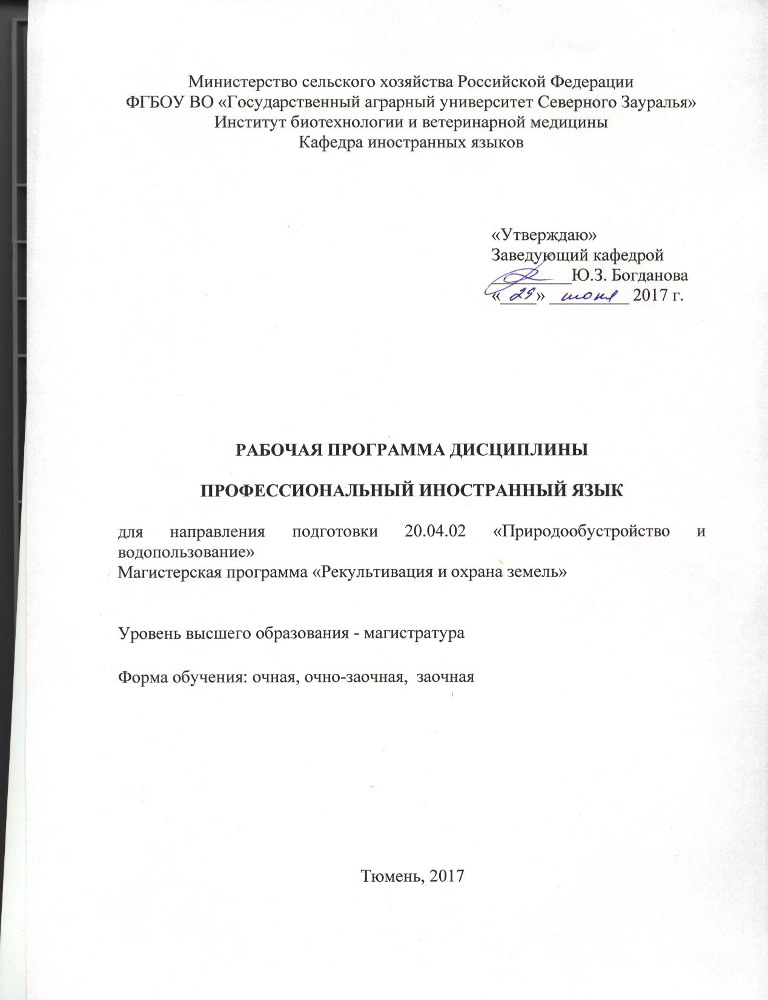 Министерство сельского хозяйства Российской Федерации
ФГБОУ ВО «Государственный аграрный университет Северного Зауралья»
Институт биотехнологии и ветеринарной медицины
Кафедра иностранных языков
«Утверждаю»
Заведующий кафедрой
Ю.З. Богданова
«29» июня 2017 г.
РАБОЧАЯ ПРОГРАММА ДИСЦИПЛИНЫ
ПРОФЕССИОНАЛЬНЫЙ ИНОСТРАННЫЙ ЯЗЫК
для направления подготовки 20.04.02 «Природообустройство и
водопользование»
Магистерская программа «Рекультивация и охрана земель»
Уровень высшего образования - магистратура
Форма обучения: очная, очно-заочная, заочная
Тюмень, 2017